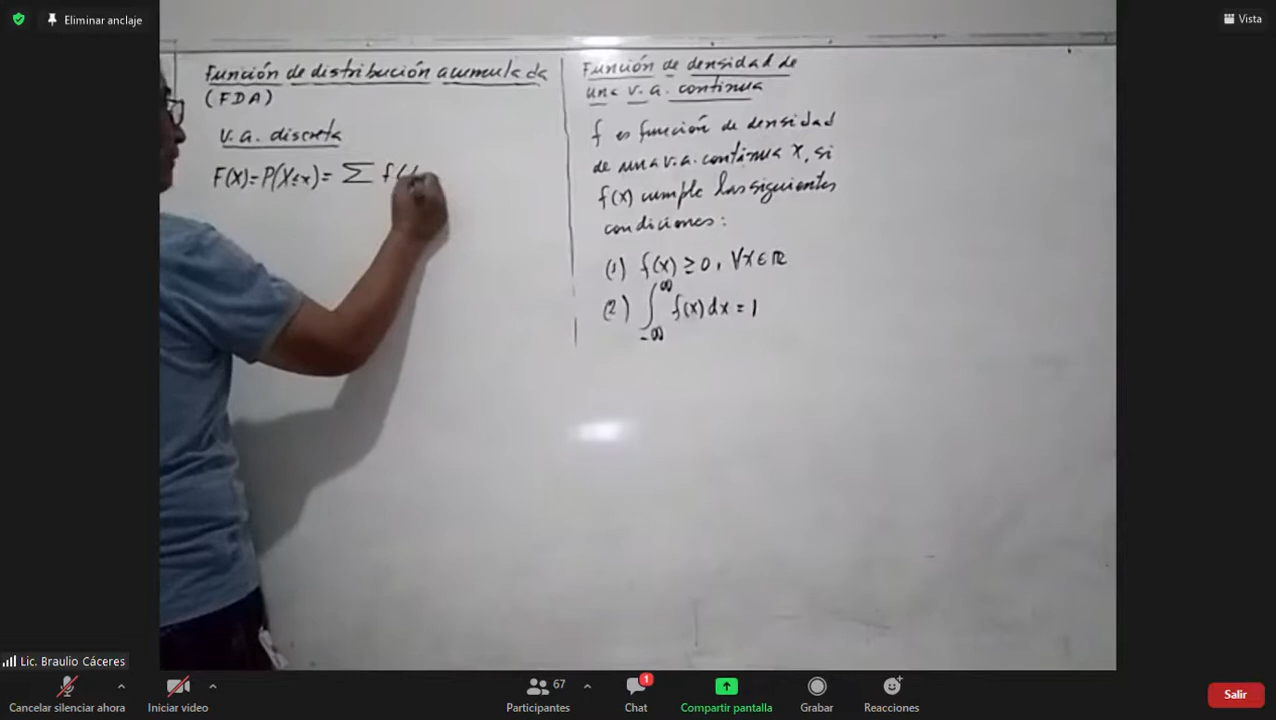 Eliminar anclaje
Vista
Función de distribución acumulada
(FDA)
V.a. discreta
F(x)=P(X≤x)= ∑ f(
Función de densidad de
una v.a. continua
f es función de densidad
de una v.a. continua x, si
f(x) cumple las siguientes
condiciones:
(1) f(x) ≥ 0, ∀x ∈ ℝ
(2) ∫ from -∞ to ∞ f(x) dx = 1
Lic. Braulio Cáceres
Cancelar silenciar ahora
Iniciar video
67
Participantes
1
Chat
Compartir pantalla
Grabar
Reacciones
Salir